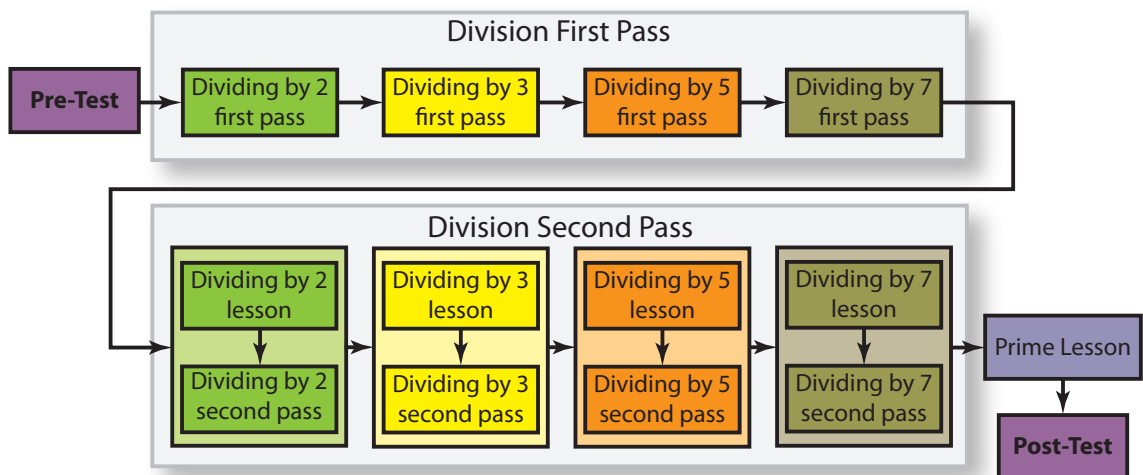 Division First Pass
Pre-Test
Dividing by 2
first pass
Dividing by 3
first pass
Dividing by 5
first pass
Dividing by 7
first pass
Division Second Pass
Dividing by 2
lesson
Dividing by 2
second pass
Dividing by 3
lesson
Dividing by 3
second pass
Dividing by 5
lesson
Dividing by 5
second pass
Dividing by 7
lesson
Dividing by 7
second pass
Prime Lesson
Post-Test